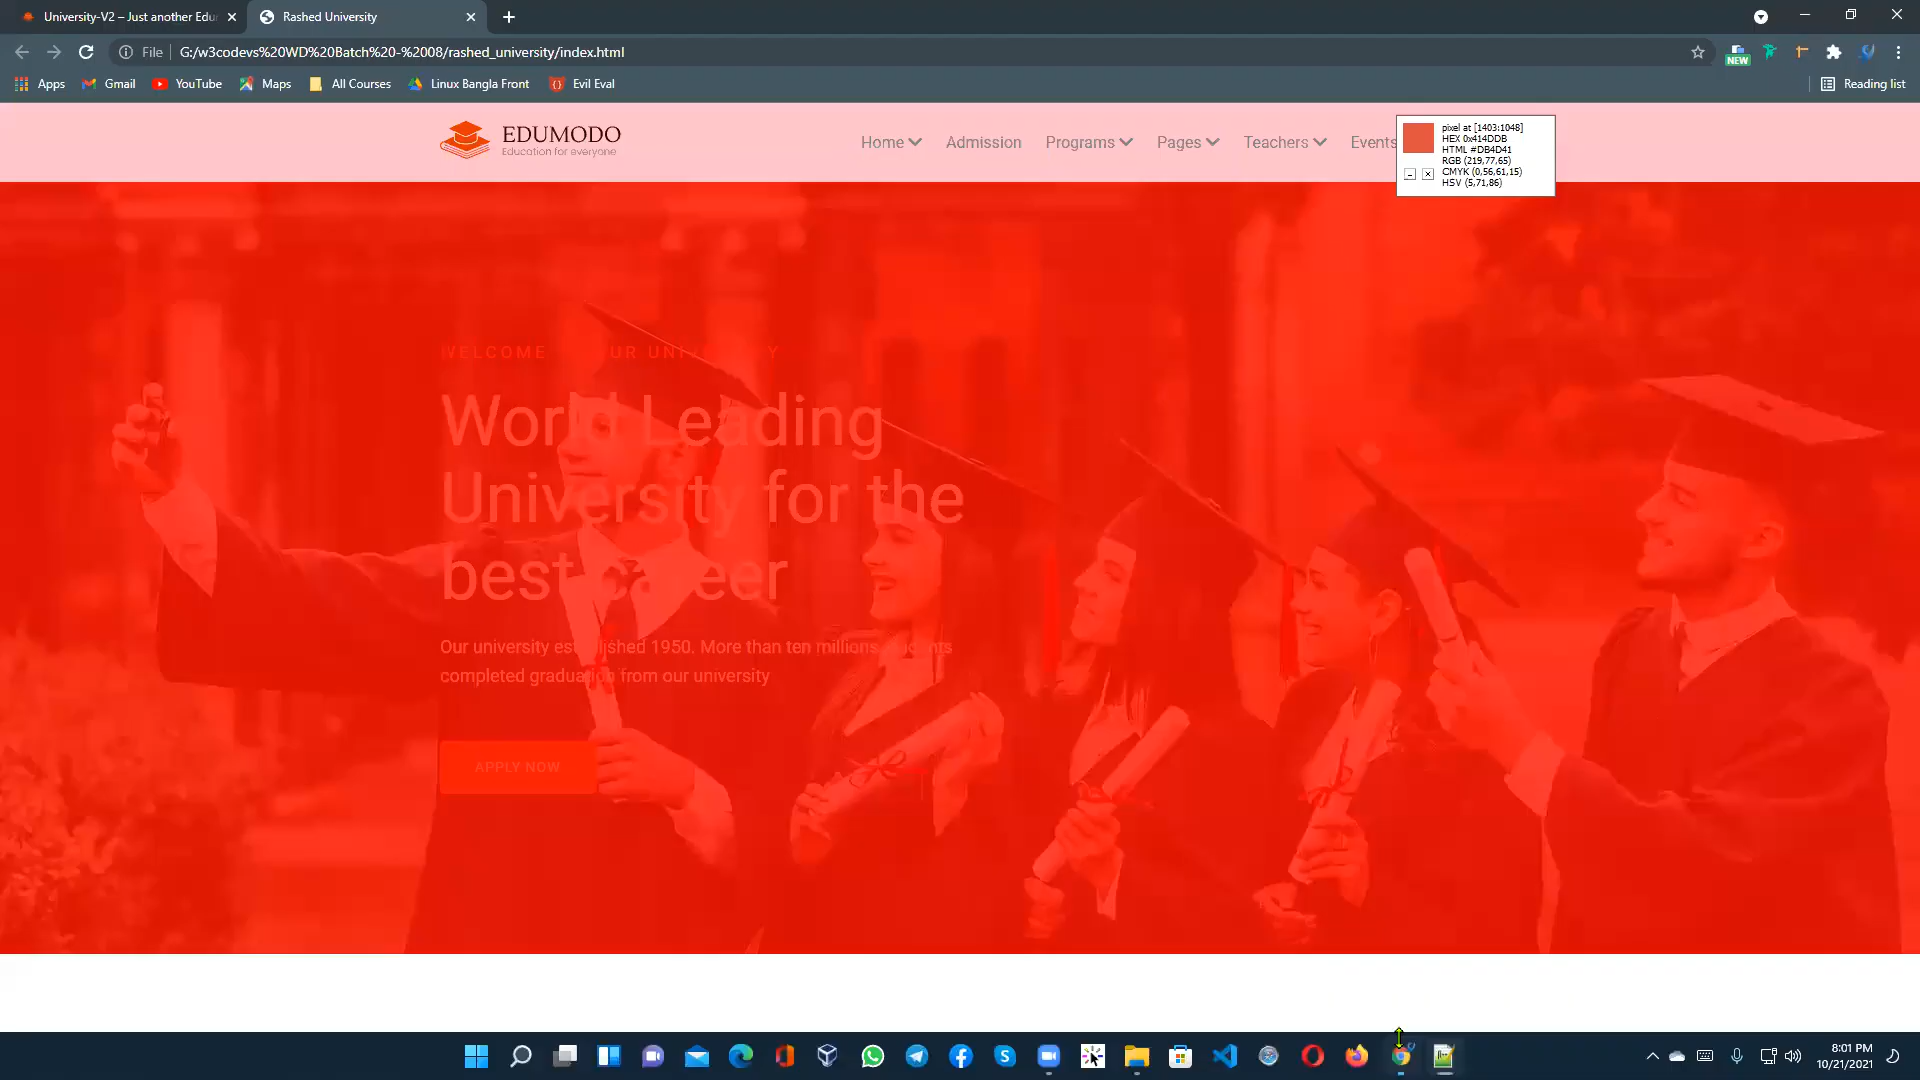 University-V2 – Just another Edu
Rashed University
File
G:/w3codevs%20WD%20Batch%20-%2008/rashed_university/index.html
NEW
Apps
Gmail
YouTube
Maps
All Courses
Linux Bangla Front
Evil Eval
Reading list
EDUMODO
Education for everyone
Home
Admission
Programs
Pages
Teachers
Events
pixel at [1403:1048]
HEX 0x414DDB
HTML #DB4D41
RGB (219,77,65)
CMYK (0,56,61,15)
HSV (5,71,86)
WELCOME UR UNI Y
World Leading
University for the
best career
Our university established 1950. More than ten millions students
completed graduation from our university
APPLY NOW
8:01 PM
10/21/2021